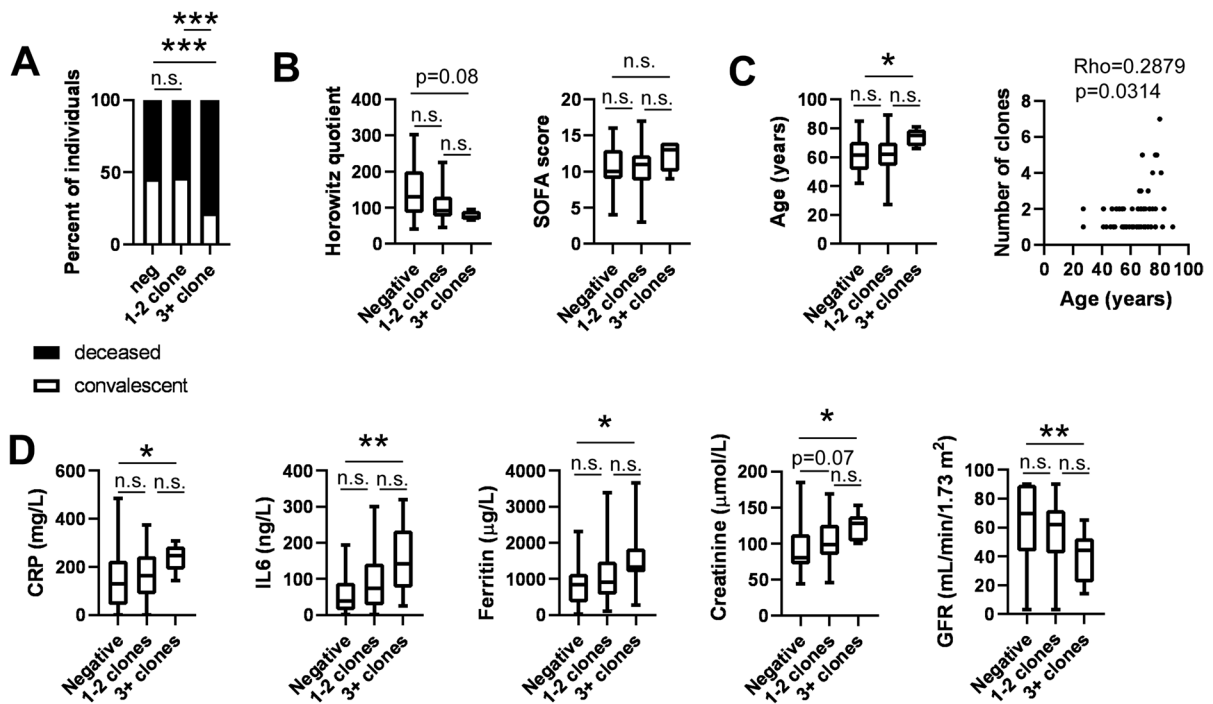 A
***
***
n.s.
Percent of individuals
100
50
0
neg
1-2 clone
3+ clone
deceased
convalescent
B
p=0.08
n.s.
n.s.
Horowitz quotient
400
300
200
100
0
Negative
1-2 clones
3+ clones
n.s.
n.s.
n.s.
SOFA score
20
15
10
5
0
Negative
1-2 clones
3+ clones
C
*
n.s.
n.s.
Age (years)
100
80
60
40
20
0
Negative
1-2 clones
3+ clones
Rho=0.2879
p=0.0314
Number of clones
8
6
4
2
0
0 20 40 60 80 100
Age (years)
D
*
n.s.
n.s.
CRP (mg/L)
600
400
200
0
Negative
1-2 clones
3+ clones
**
n.s.
n.s.
IL6 (ng/L)
400
300
200
100
0
Negative
1-2 clones
3+ clones
*
n.s.
n.s.
Ferritin (µg/L)
4000
3000
2000
1000
0
Negative
1-2 clones
3+ clones
*
p=0.07
n.s.
Creatinine (µmol/L)
200
150
100
50
0
Negative
1-2 clones
3+ clones
**
n.s.
n.s.
GFR (mL/min/1.73 m²)
100
80
60
40
20
0
Negative
1-2 clones
3+ clones